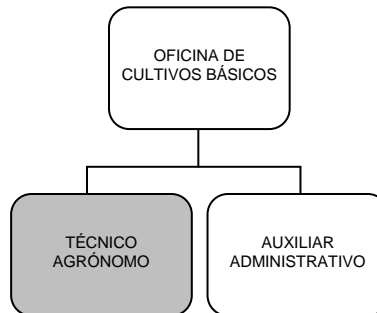 OFICINA DE
CULTIVOS BÁSICOS
TÉCNICO
AGRÓNOMO
AUXILIAR
ADMINISTRATIVO